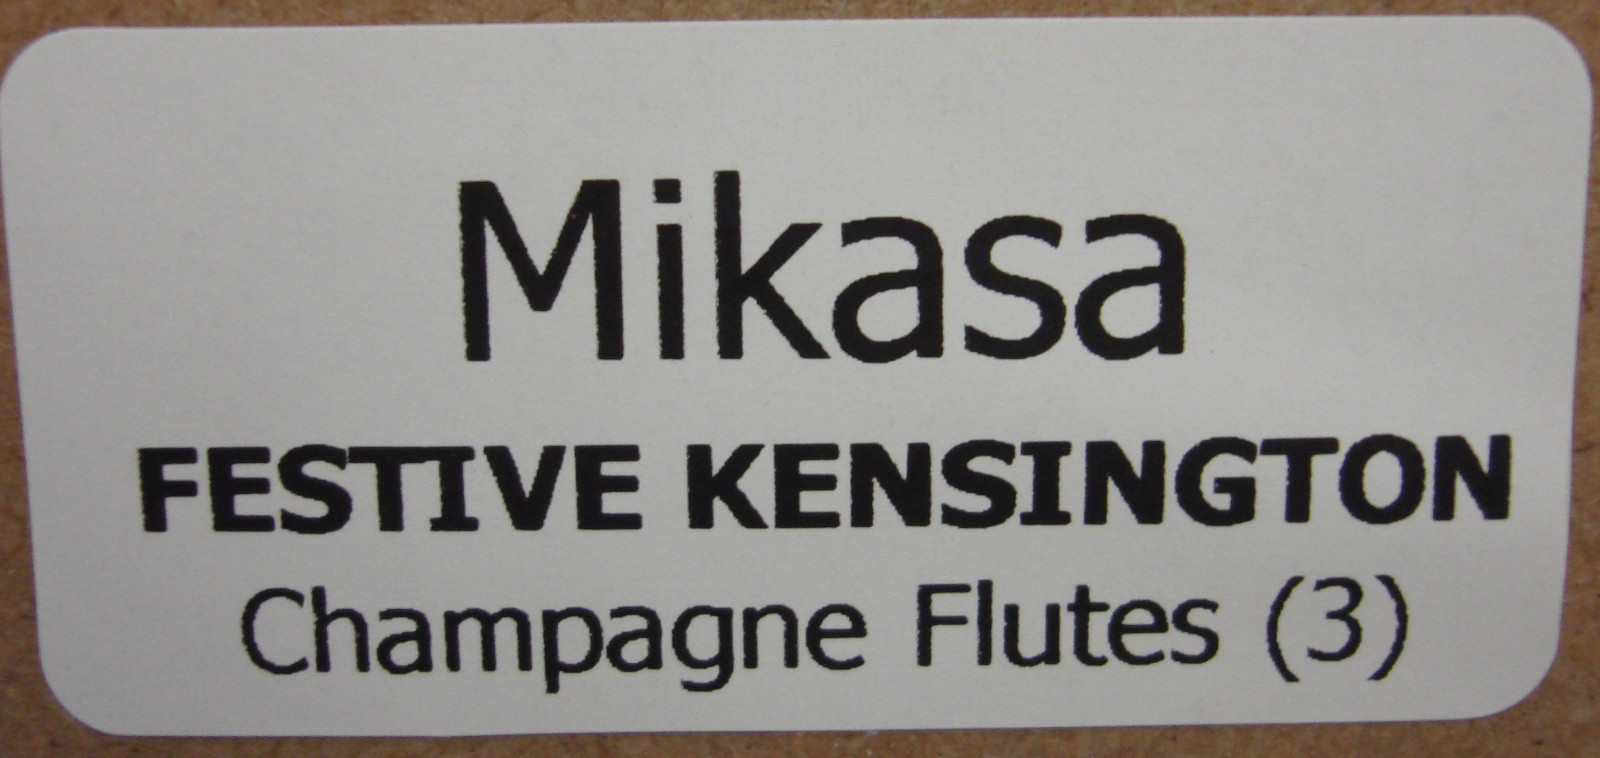 Mikasa
FESTIVE KENSINGTON
Champagne Flutes (3)